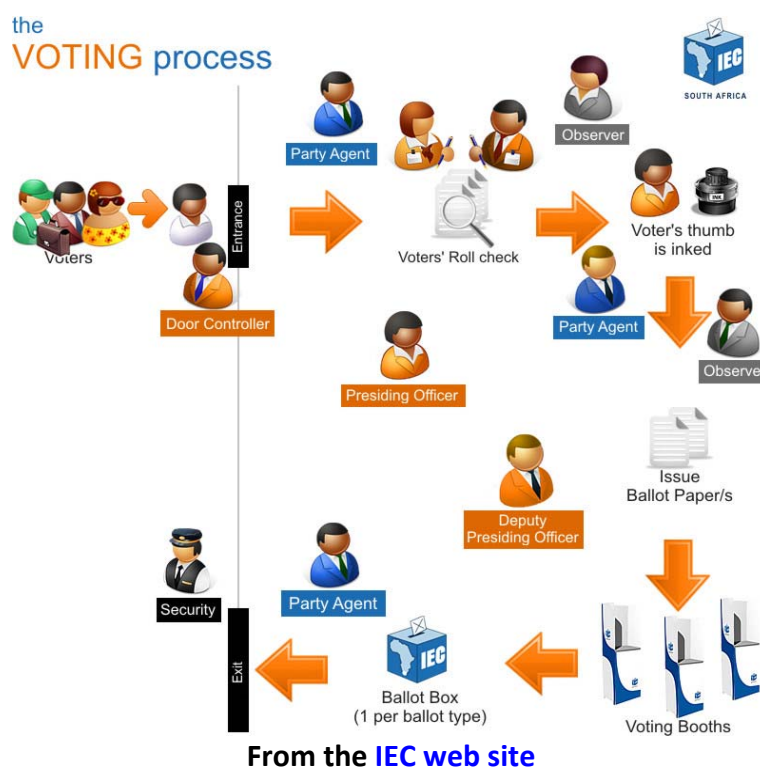 the
VOTING process
IEC
SOUTH AFRICA
Party Agent
Observer
Entrance
Voters
Voters' Roll check
INK
Voter's thumb
is inked
Door Controller
Party Agent
Observe
Presiding Officer
Issue
Ballot Paper/s
Deputy
Presiding Officer
Security
Party Agent
Exit
IEC
Ballot Box
(1 per ballot type)
Voting Booths
From the IEC web site